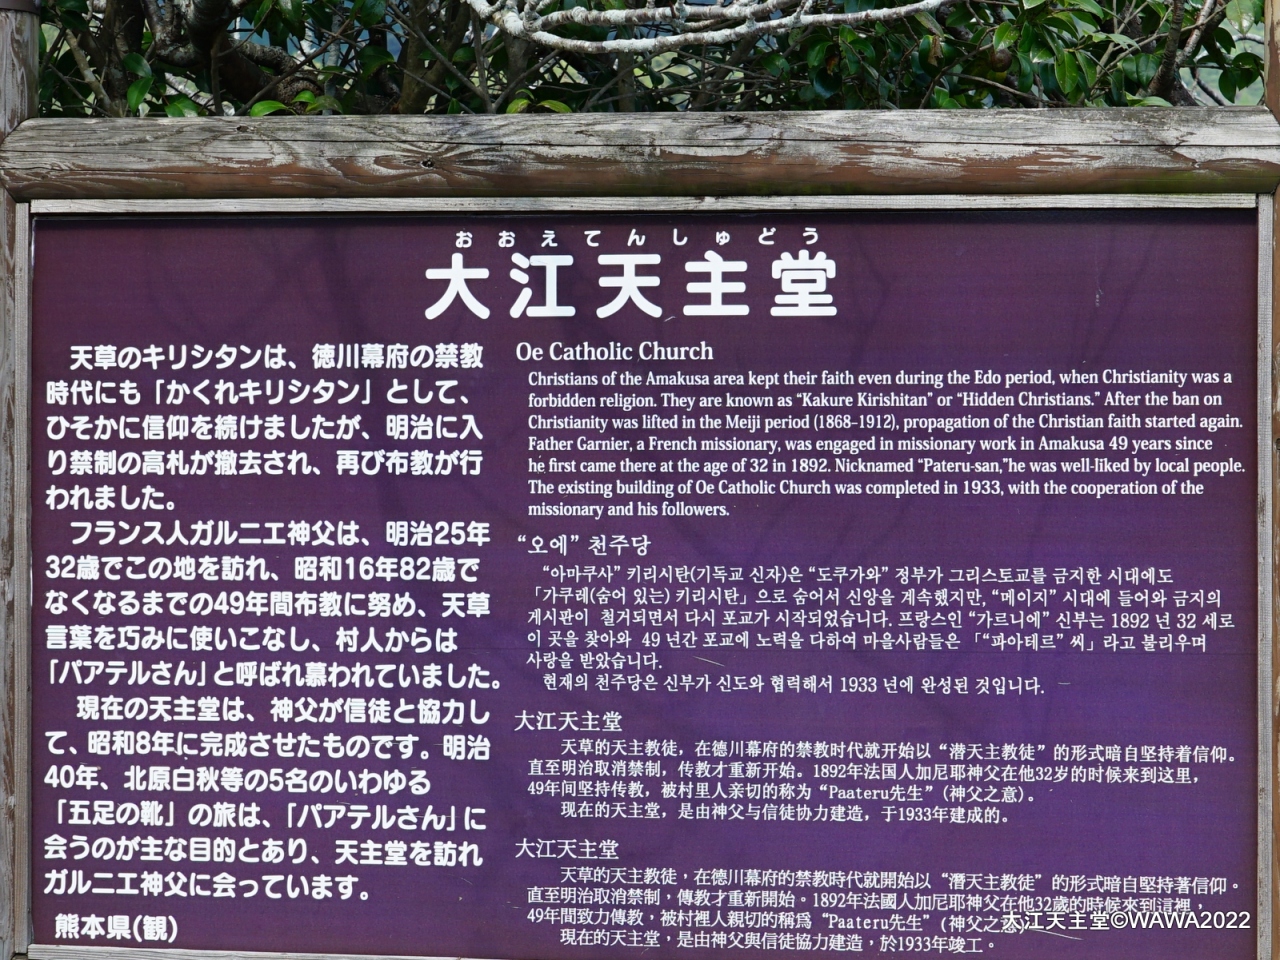 おおえてんしゅどう
大江天主堂
天草のキリシタンは、徳川幕府の禁教
時代にも「かくれキリシタン」として、
ひそかに信仰を続けましたが、明治に入
り禁制の高札が撤去され、再び布教が行
われました。
フランス人ガルニエ神父は、明治25年
32歳でこの地を訪れ、昭和16年82歳で
なくなるまでの49年間布教に努め、天草
言葉を巧みに使いこなし、村人からは
「パアテルさん」と呼ばれ慕われていました。
現在の天主堂は、神父が信徒と協力し
て、昭和8年に完成させたものです。明治
40年、北原白秋等の5名のいわゆる
「五足の靴」の旅は、「パアテルさん」に
会うのが主な目的とあり、天主堂を訪れ
ガルニエ神父に会っています。
熊本県(観)
Oe Catholic Church
Christians of the Amakusa area kept their faith even during the Edo period, when Christianity was a
forbidden religion. They are known as “Kakure Kirishitan” or “Hidden Christians.” After the ban on
Christianity was lifted in the Meiji period (1868-1912), propagation of the Christian faith started again.
Father Garnier, a French missionary, was engaged in missionary work in Amakusa 49 years since
he first came there at the age of 32 in 1892. Nicknamed “Pateru-san,”he was well-liked by local people.
The existing building of Oe Catholic Church was completed in 1933, with the cooperation of the
missionary and his followers.
“오에” 천주당
“아마쿠사” 키리시탄(기독교 신자)은 “도쿠가와” 정부가 그리스토교를 금지한 시대에도
「가쿠레(숨어 있는) 키리시탄」으로 숨어서 신앙을 계속했지만, “메이지” 시대에 들어와 금지의
게시판이 철거되면서 다시 포교가 시작되었습니다. 프랑스인 “가르니에” 신부는 1892 년 32 세로
이 곳을 찾아와 49 년간 포교에 노력을 다하여 마을사람들은 「“파아테르” 씨」라고 불리우며
사랑을 받았습니다.
현재의 천주당은 신부가 신도와 협력해서 1933 년에 완성된 것입니다.
大江天主堂
天草的天主教徒，在德川幕府的禁教时代就开始以“潜天主教徒”的形式暗自坚持着信仰。
直至明治取消禁制，传教才重新开始。1892年法国人加尼耶神父在他32岁的时候来到这里，
49年间坚持传教，被村里人亲切的称为“Paateru先生”(神父之意)。
现在的天主堂，是由神父与信徒协力建造，于1933年建成的。
大江天主堂
天草的天主教徒，在德川幕府的禁教時代就開始以“潛天主教徒”的形式暗自堅持著信仰。
直至明治取消禁制，傳教才重新開始。1892年法國人加尼耶神父在他32歲的時候來到這裡，
49年間致力傳教，被村裡人親切的稱爲“Paateru先生”(神父之意)
現在的天主堂，是由神父與信徒協力建造，於1933年竣工。
大江天主堂©WAWA2022